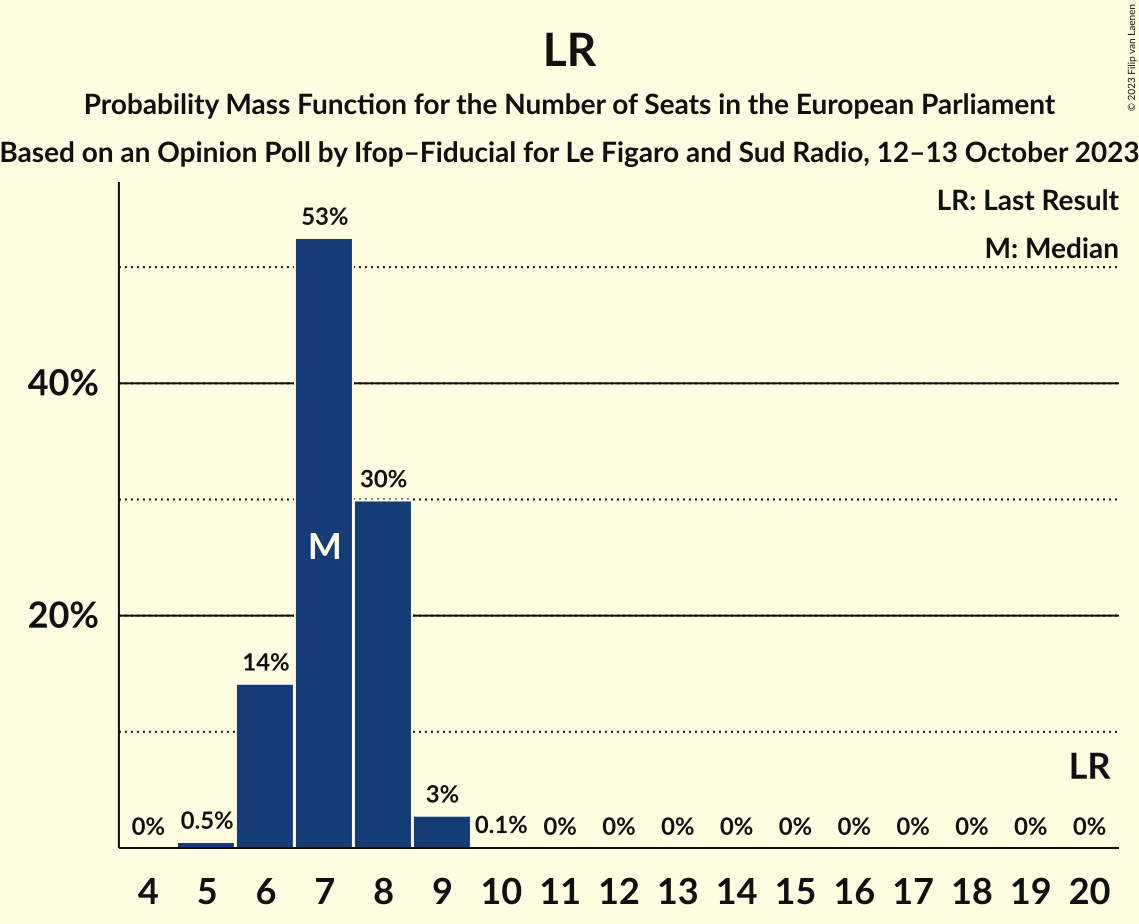 LR
Probability Mass Function for the Number of Seats in the European Parliament
Based on an Opinion Poll by Ifop–Fiducial for Le Figaro and Sud Radio, 12–13 October 2023
© 2023 Filip van Laenen
LR: Last Result
M: Median
53%
40%
30%
M
20%
14%
LR
3%
0% 0.5% 0.1% 0% 0% 0% 0% 0% 0% 0% 0% 0% 0%
4 5 6 7 8 9 10 11 12 13 14 15 16 17 18 19 20